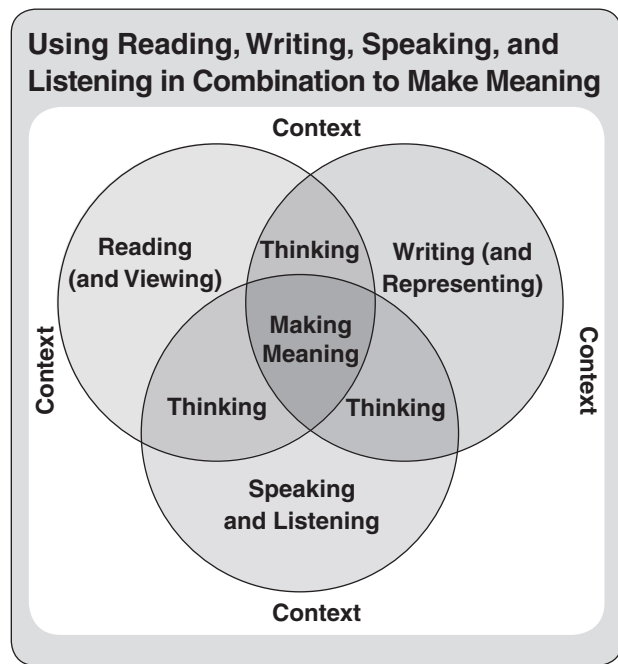 Using Reading, Writing, Speaking, and
Listening in Combination to Make Meaning
Context
Reading
(and Viewing)
Thinking
Writing (and
Representing)
Making
Meaning
Context
Context
Thinking
Thinking
Speaking
and Listening
Context